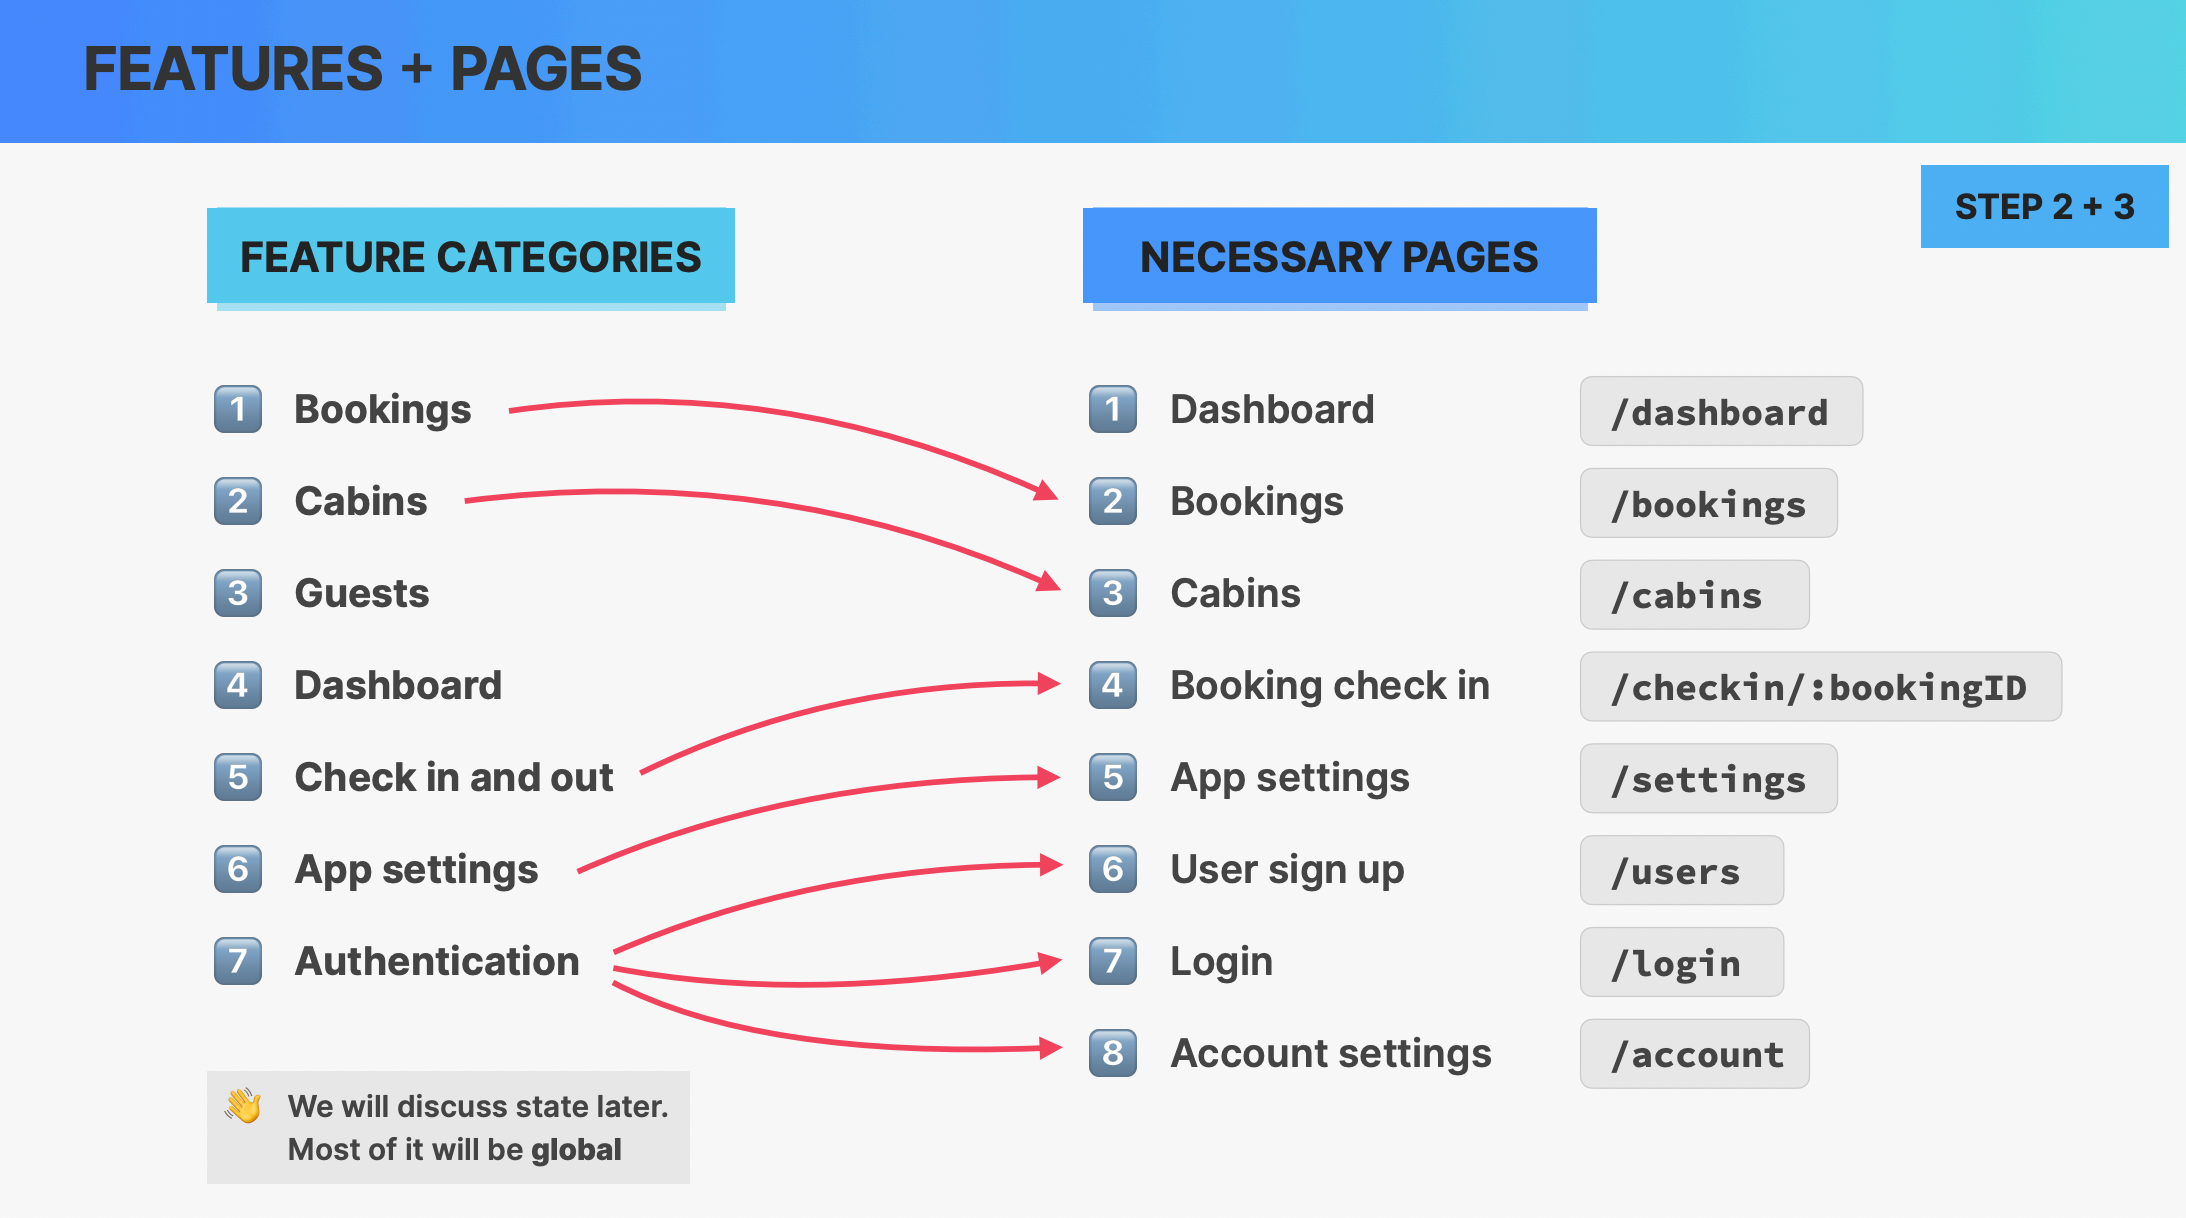 FEATURES + PAGES
STEP 2 + 3
FEATURE CATEGORIES
1 Bookings
2 Cabins
3 Guests
4 Dashboard
5 Check in and out
6 App settings
7 Authentication
👋 We will discuss state later.
Most of it will be global
NECESSARY PAGES
1 Dashboard /dashboard
2 Bookings /bookings
3 Cabins /cabins
4 Booking check in /checkin/:bookingID
5 App settings /settings
6 User sign up /users
7 Login /login
8 Account settings /account